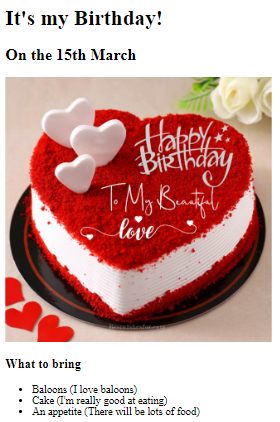 It's my Birthday!
On the 15th March
Happy
Birthday
To My Beautiful
love
What to bring
Baloons (I love baloons)
Cake (I'm really good at eating)
An appetite (There will be lots of food)